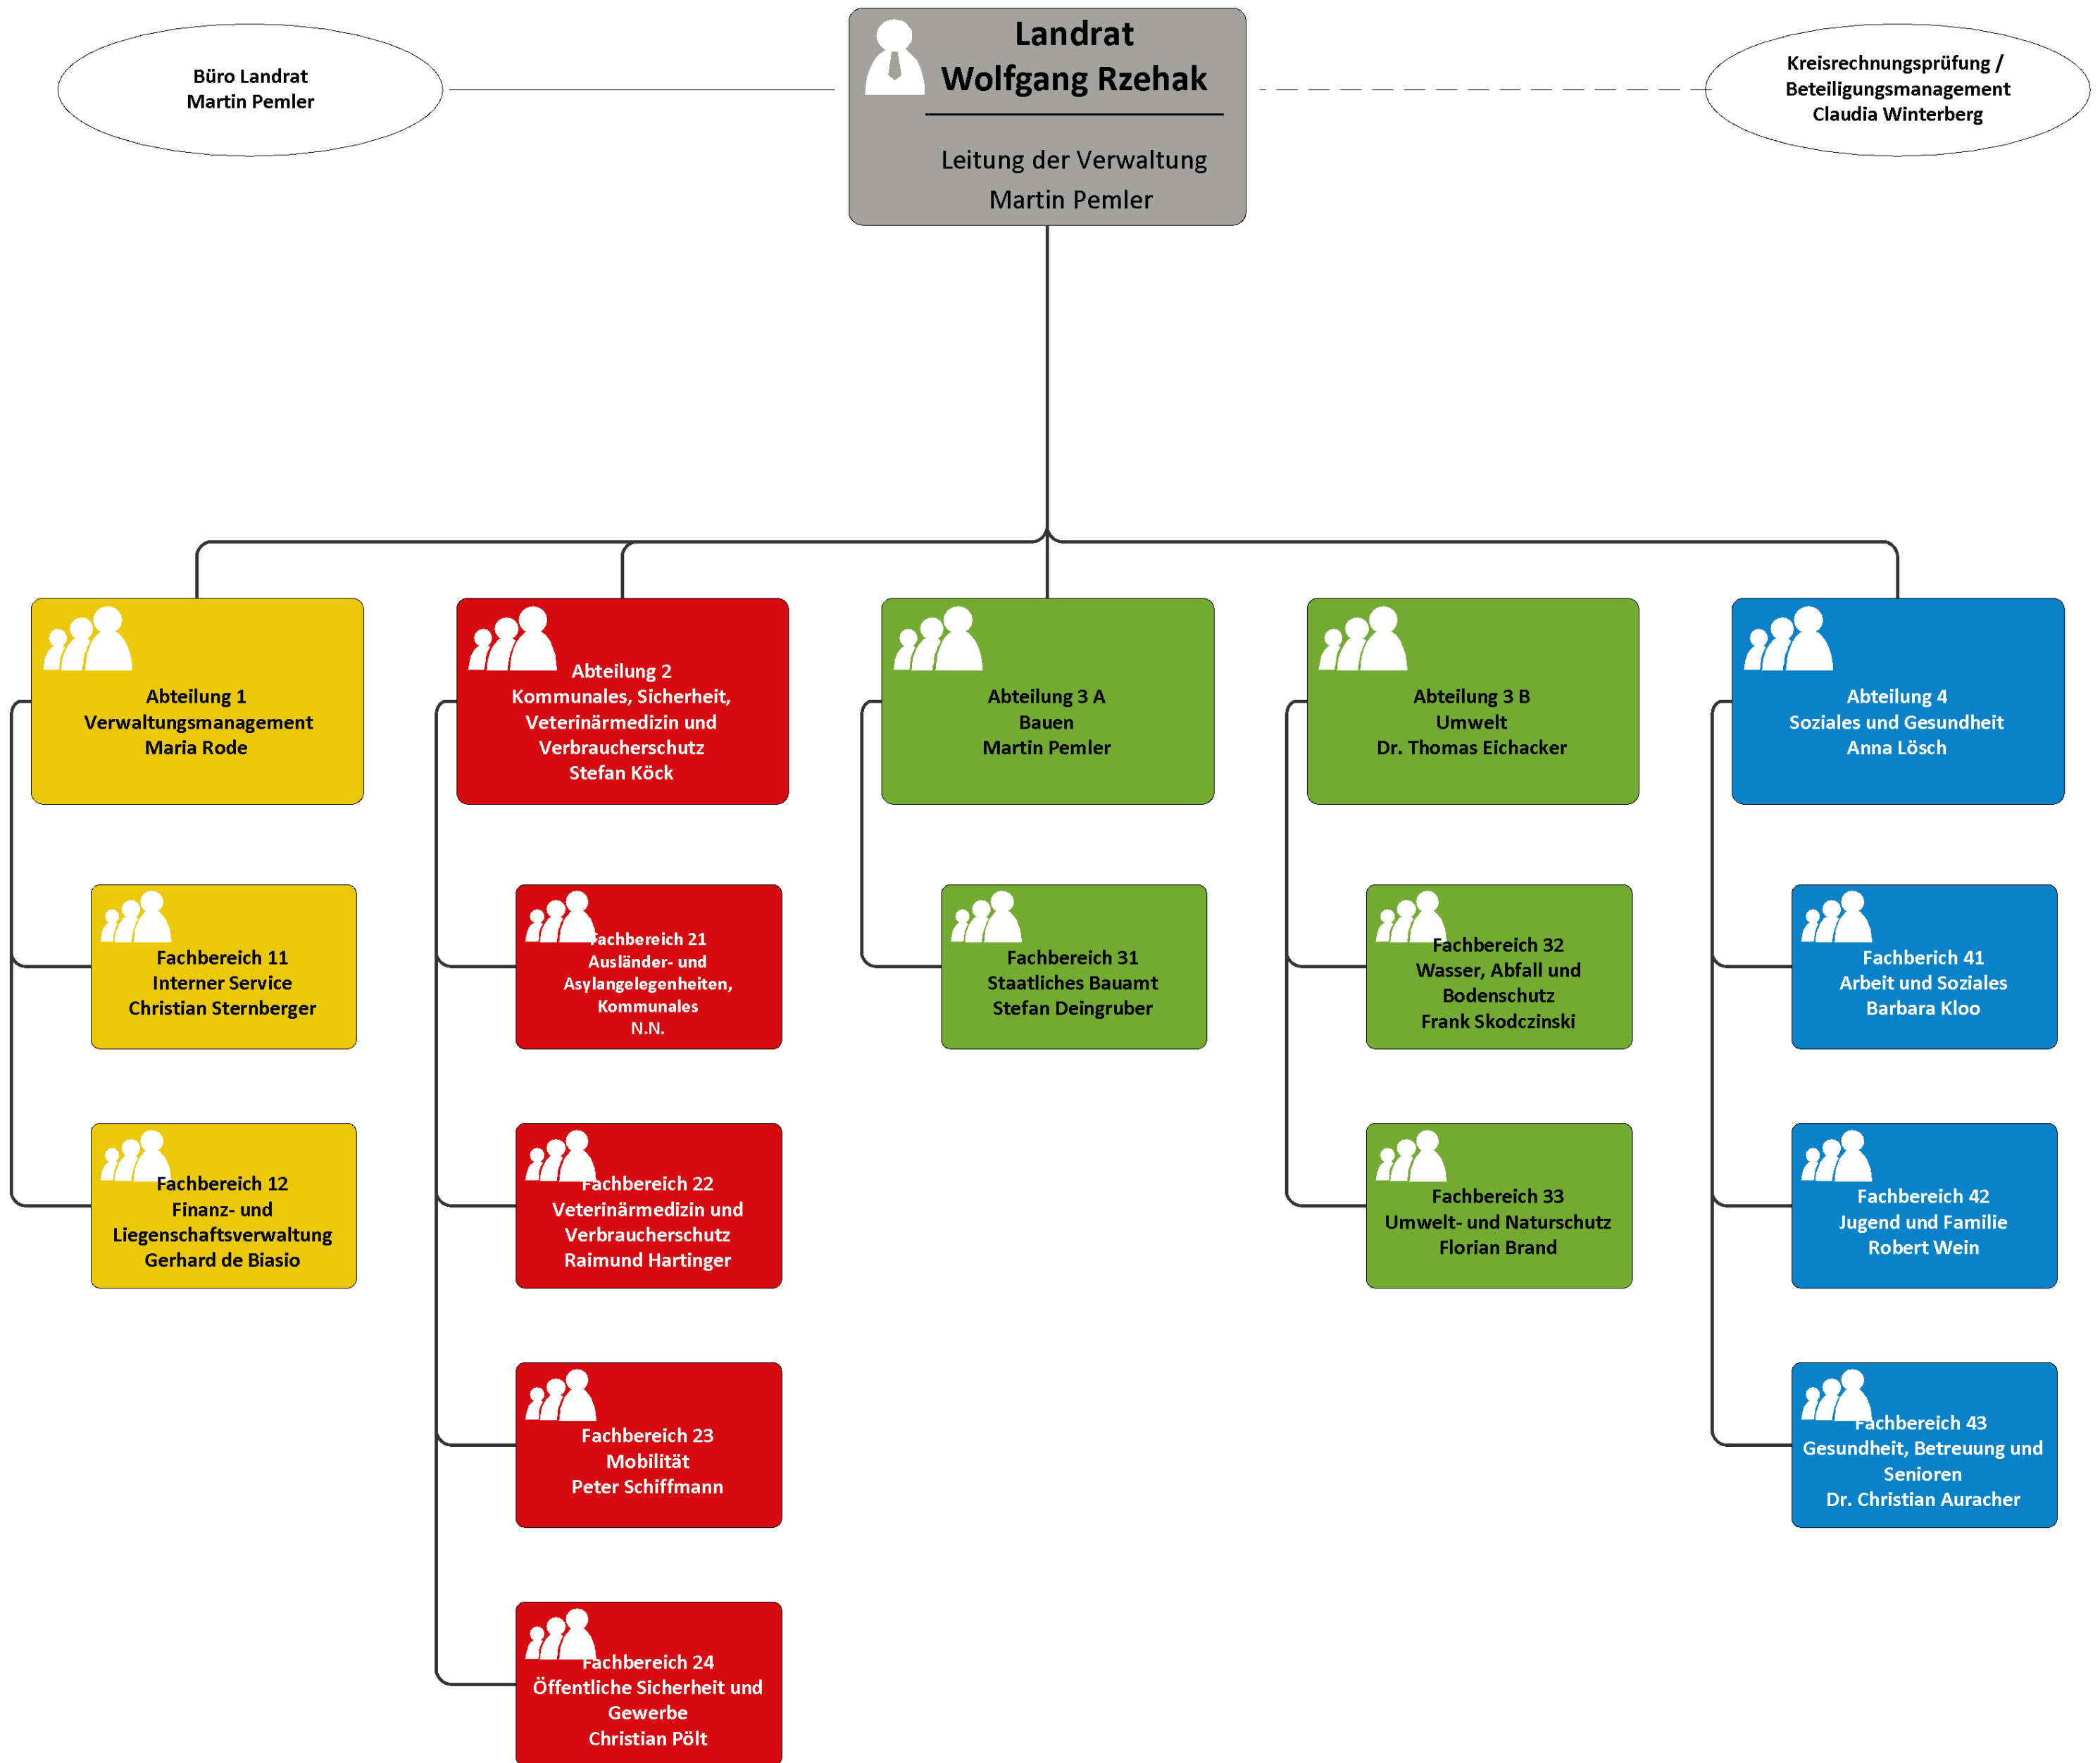 Büro Landrat
Martin Pemler
Landrat
Wolfgang Rzehak
Leitung der Verwaltung
Martin Pemler
Kreisrechnungsprüfung /
Beteiligungsmanagement
Claudia Winterberg
Abteilung 1
Verwaltungsmanagement
Maria Rode
Abteilung 2
Kommunales, Sicherheit,
Veterinärmedizin und
Verbraucherschutz
Stefan Köck
Abteilung 3 A
Bauen
Martin Pemler
Abteilung 3 B
Umwelt
Dr. Thomas Eichacker
Abteilung 4
Soziales und Gesundheit
Anna Lösch
Fachbereich 11
Interner Service
Christian Sternberger
Fachbereich 21
Ausländer- und
Asylangelegenheiten,
Kommunales
N.N.
Fachbereich 31
Staatliches Bauamt
Stefan Deingruber
Fachbereich 32
Wasser, Abfall und
Bodenschutz
Frank Skodczinski
Fachberich 41
Arbeit und Soziales
Barbara Kloo
Fachbereich 12
Finanz- und
Liegenschaftsverwaltung
Gerhard de Biasio
Fachbereich 22
Veterinärmedizin und
Verbraucherschutz
Raimund Hartinger
Fachbereich 33
Umwelt- und Naturschutz
Florian Brand
Fachbereich 42
Jugend und Familie
Robert Wein
Fachbereich 23
Mobilität
Peter Schiffmann
Fachbereich 43
Gesundheit, Betreuung und
Senioren
Dr. Christian Auracher
Fachbereich 24
Öffentliche Sicherheit und
Gewerbe
Christian Pölt